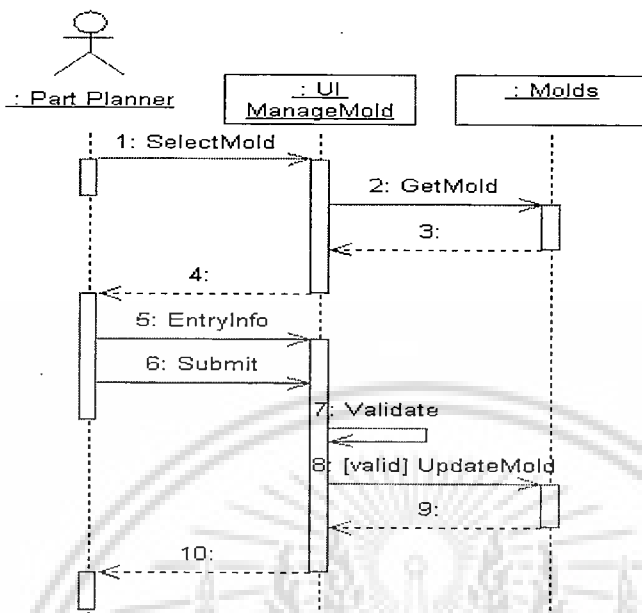 : Part Planner
: UI
ManageMold
: Molds
1: SelectMold
2: GetMold
3:
4:
5: EntryInfo
6: Submit
7: Validate
8: [valid] UpdateMold
9:
10: